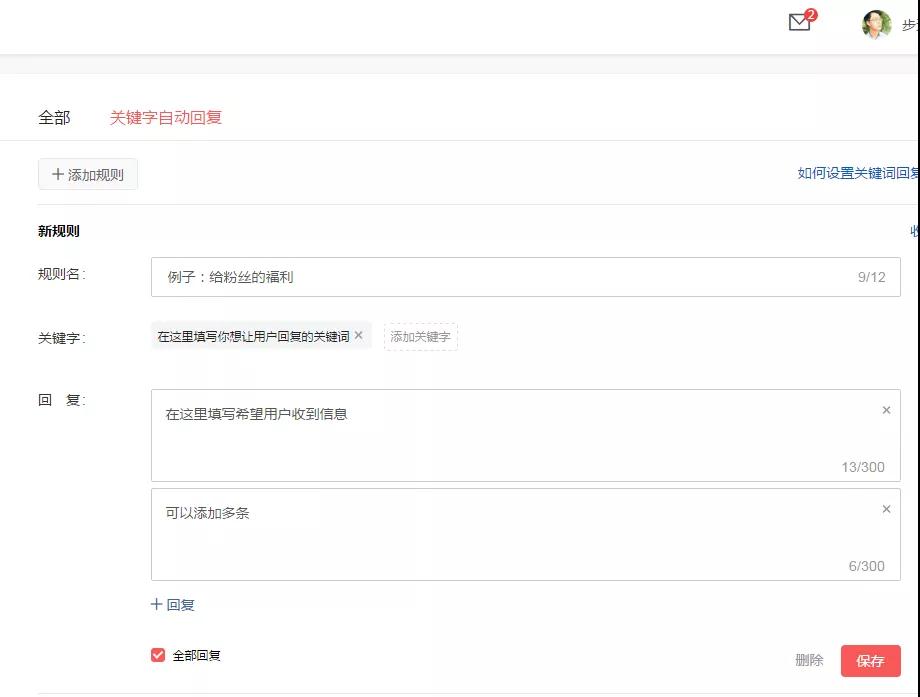 2
步
全部 关键字自动回复
+ 添加规则 如何设置关键词回复
新规则 收
规则名: 例子：给粉丝的福利 9/12
关键字: 在这里填写你想让用户回复的关键词 × 添加关键字
回 复: 在这里填写希望用户收到信息 ×
13/300
可以添加多条 ×
6/300
+ 回复
全部回复 删除 保存